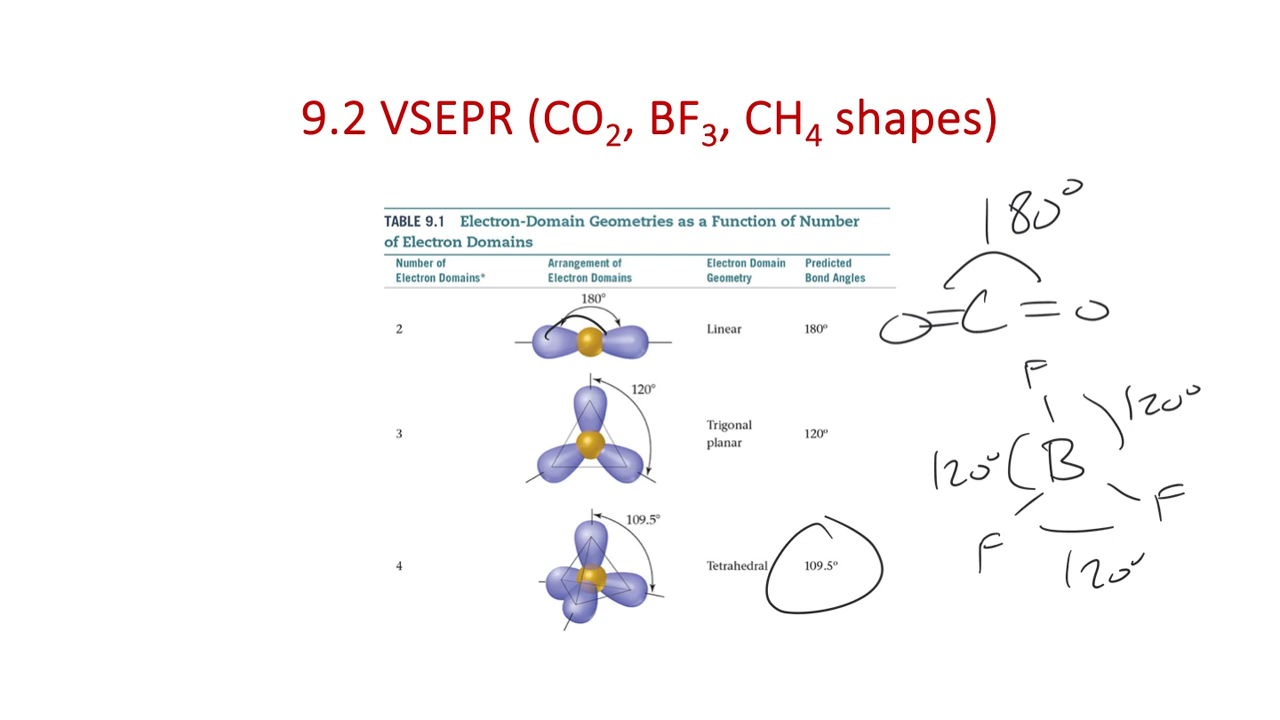 9.2 VSEPR (CO₂, BF₃, CH₄ shapes)
TABLE 9.1 Electron-Domain Geometries as a Function of Number
of Electron Domains
Number of Electron Domains* Arrangement of Electron Domains Electron Domain Geometry Predicted Bond Angles
180°
2 Linear 180°
120°
3 Trigonal planar 120°
109.5°
4 Tetrahedral 109.5°
180°
O=C=O
F
120°
120° B
F
F
120°